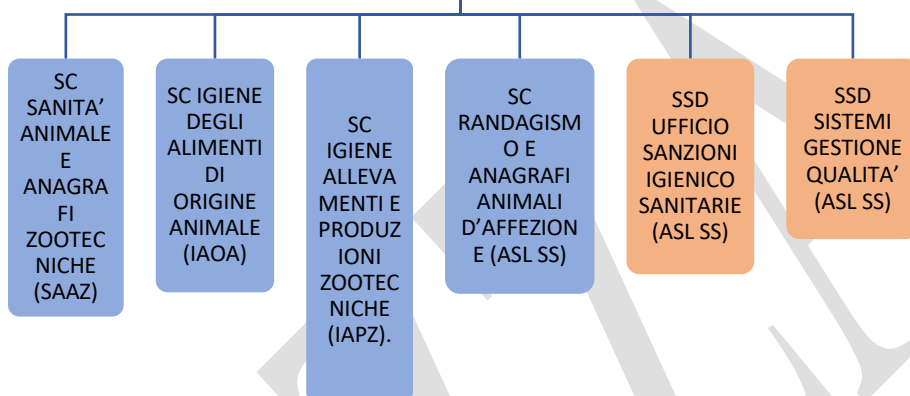 SC
SANITA’
ANIMALE
E
ANAGRA
FI
ZOOTEC
NICHE
(SAAZ)
SC IGIENE
DEGLI
ALIMENTI
DI
ORIGINE
ANIMALE
(IAOA)
SC
IGIENE
ALLEVA
MENTI E
PRODUZ
IONI
ZOOTEC
NICHE
(IAPZ).
SC
RANDAGISM
O E
ANAGRAFI
ANIMALI
D’AFFEZION
E (ASL SS)
SSD
UFFICIO
SANZIONI
IGIENICO
SANITARIE
(ASL SS)
SSD
SISTEMI
GESTIONE
QUALITA’
(ASL SS)